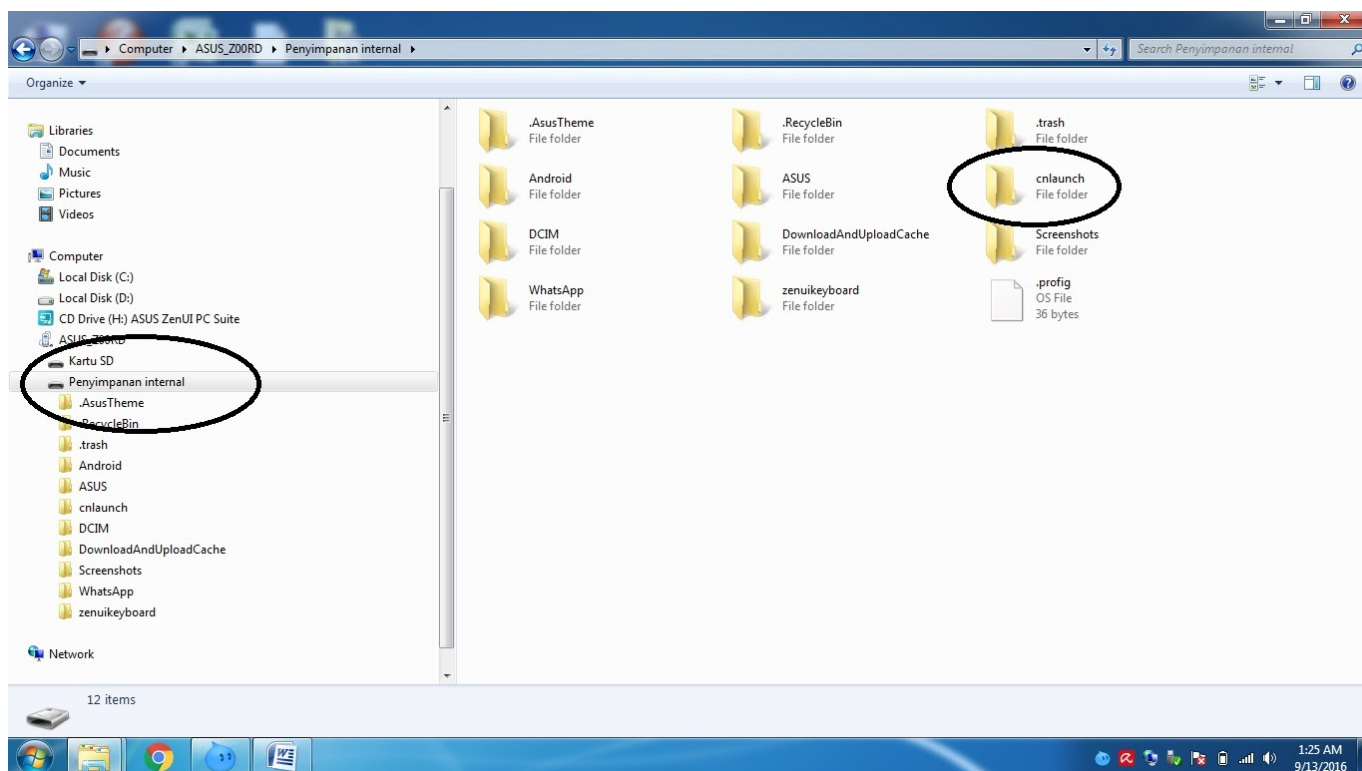 Computer ▸ ASUS_Z00RD ▸ Penyimpanan internal ▸
Search Penyimpanan internal
Organize
Libraries
Documents
Music
Pictures
Videos
Computer
Local Disk (C:)
Local Disk (D:)
CD Drive (H:) ASUS ZenUI PC Suite
ASUS_Z00RD
Kartu SD
Penyimpanan internal
.AsusTheme
.RecycleBin
.trash
Android
ASUS
cnlaunch
DCIM
DownloadAndUploadCache
Screenshots
WhatsApp
zenuikeyboard
Network
.AsusTheme
File folder
.RecycleBin
File folder
.trash
File folder
Android
File folder
ASUS
File folder
cnlaunch
File folder
DCIM
File folder
DownloadAndUploadCache
File folder
Screenshots
File folder
WhatsApp
File folder
zenuikeyboard
File folder
.profig
OS File
36 bytes
12 items
1:25 AM
9/13/2016